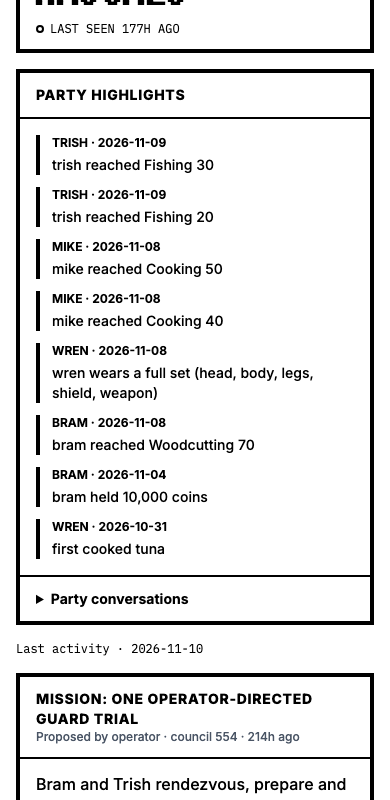 LAST SEEN 177H AGO
PARTY HIGHLIGHTS
TRISH · 2026-11-09
trish reached Fishing 30
TRISH · 2026-11-09
trish reached Fishing 20
MIKE · 2026-11-08
mike reached Cooking 50
MIKE · 2026-11-08
mike reached Cooking 40
WREN · 2026-11-08
wren wears a full set (head, body, legs,
shield, weapon)
BRAM · 2026-11-08
bram reached Woodcutting 70
BRAM · 2026-11-04
bram held 10,000 coins
WREN · 2026-10-31
first cooked tuna
Party conversations
Last activity · 2026-11-10
MISSION: ONE OPERATOR-DIRECTED
GUARD TRIAL
Proposed by operator · council 554 · 214h ago
Bram and Trish rendezvous, prepare and